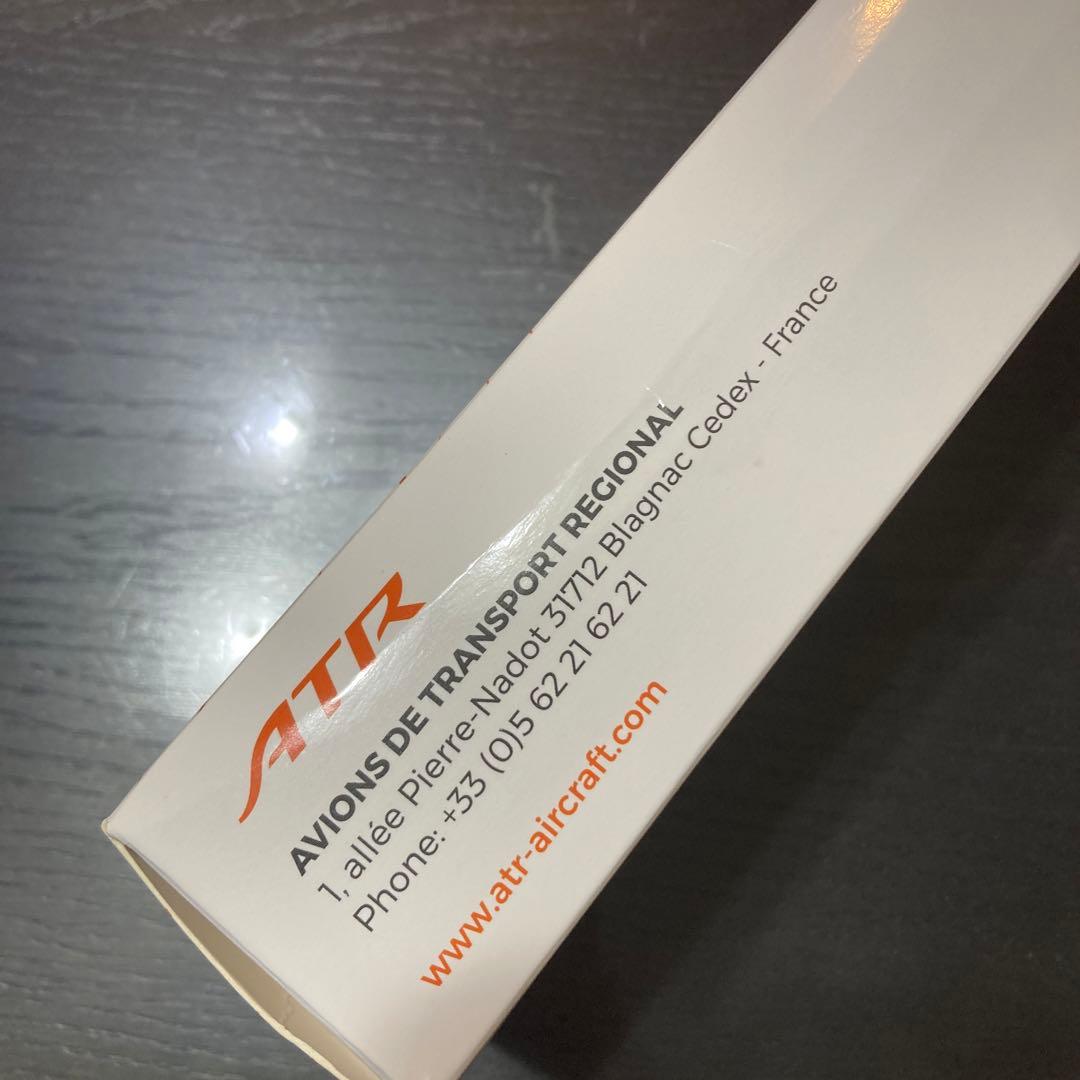 ATR
AVIONS DE TRANSPORT REGIONAL
1, allée Pierre-Nadot 31712 Blagnac Cedex - France
Phone: +33 (0)5 62 21 62 21
www.atr-aircraft.com